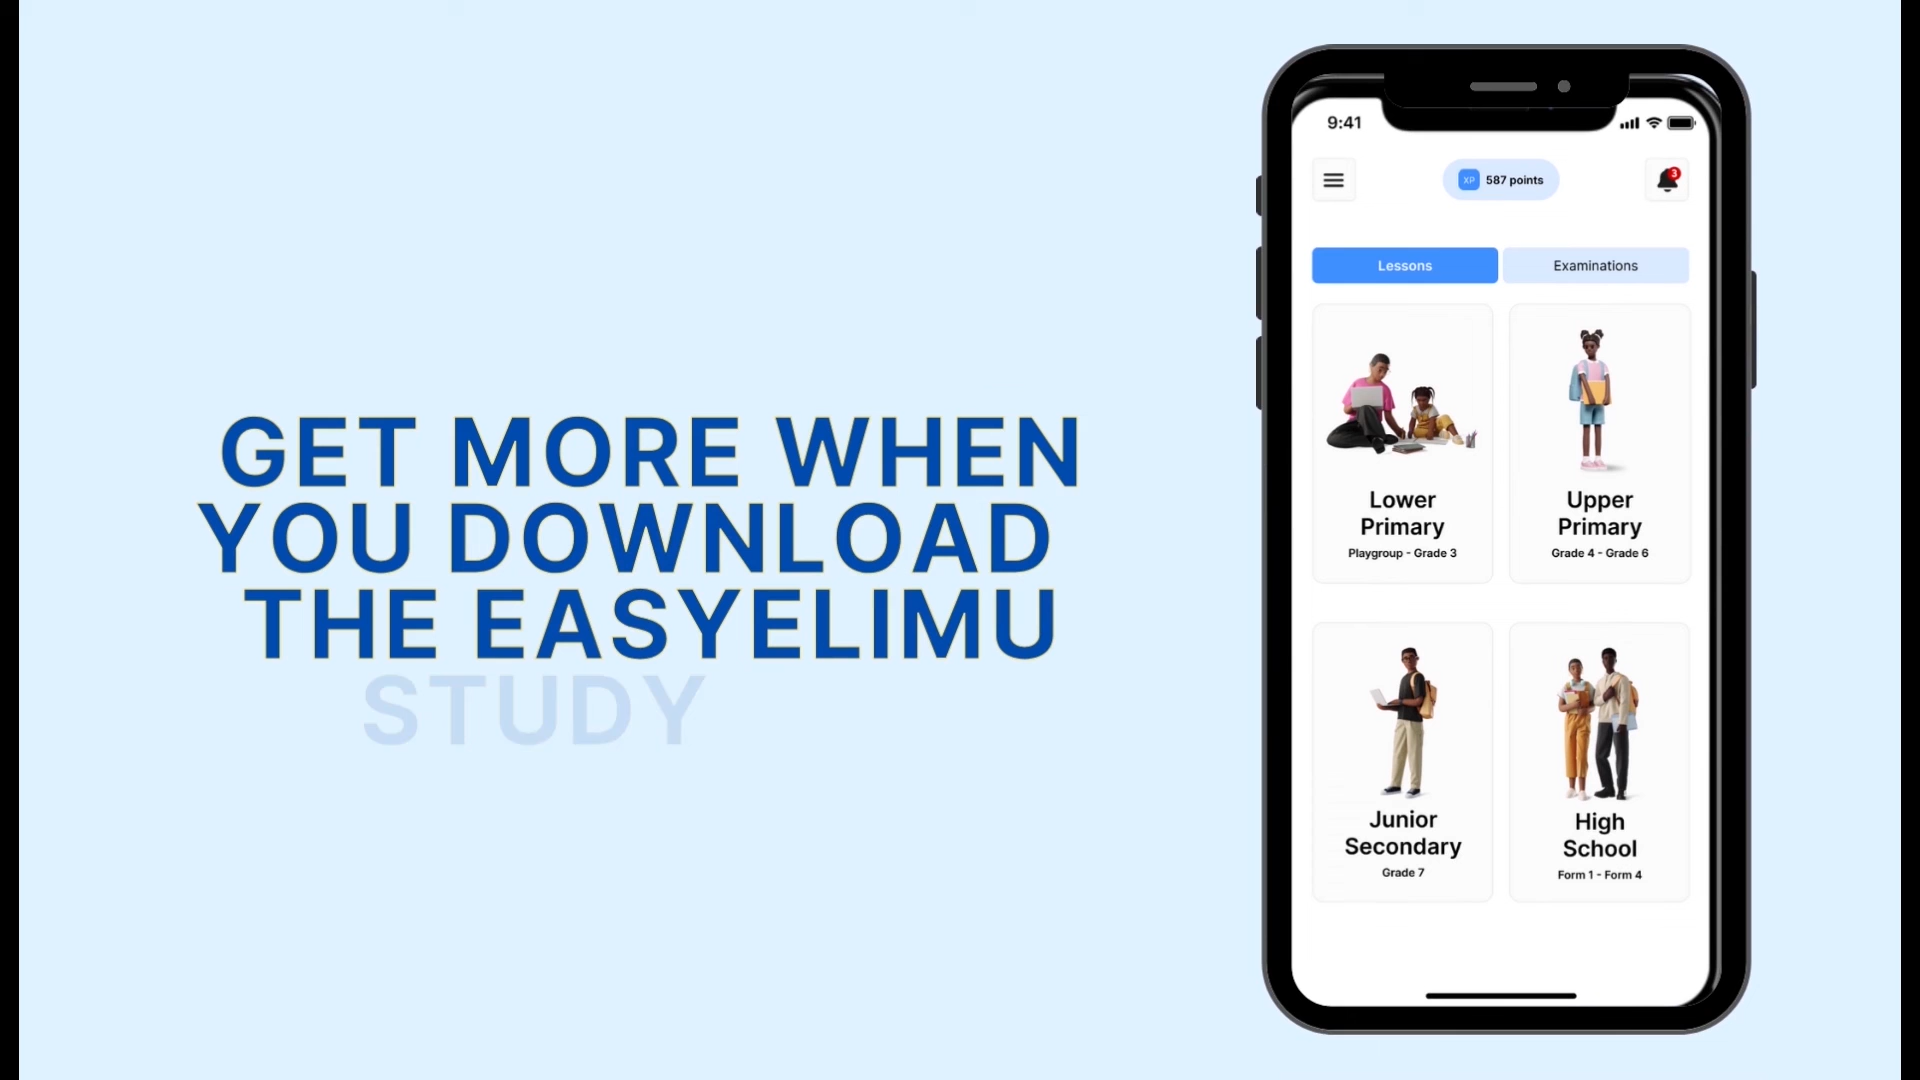 GET MORE WHEN
YOU DOWNLOAD
THE EASYELIMU
STUDY
9:41
XP 587 points
3
Lessons
Examinations
Lower
Primary
Playgroup - Grade 3
Upper
Primary
Grade 4 - Grade 6
Junior
Secondary
Grade 7
High
School
Form 1 - Form 4